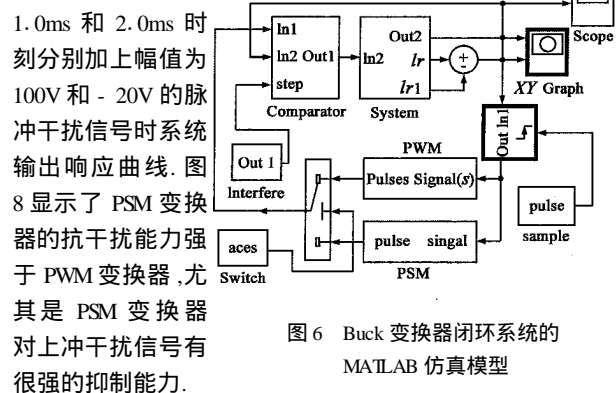 1.0ms 和 2.0ms 时
刻分别加上幅值为
100V 和 - 20V 的脉
冲干扰信号时系统
输出响应曲线. 图
8 显示了 PSM 变换
器的抗干扰能力强
于 PWM 变换器 ,尤
其是 PSM 变换器
对上冲干扰信号有
很强的抑制能力.
In1
In2 Out1
step
Comparator
In2
Out2
lr
lr1
System
Scope
XY Graph
Out In1
Out 1
Interfere
PWM
Pulses Signal(s)
pulse
sample
aces
Switch
pulse singal
PSM
图 6 Buck 变换器闭环系统的
MATLAB 仿真模型